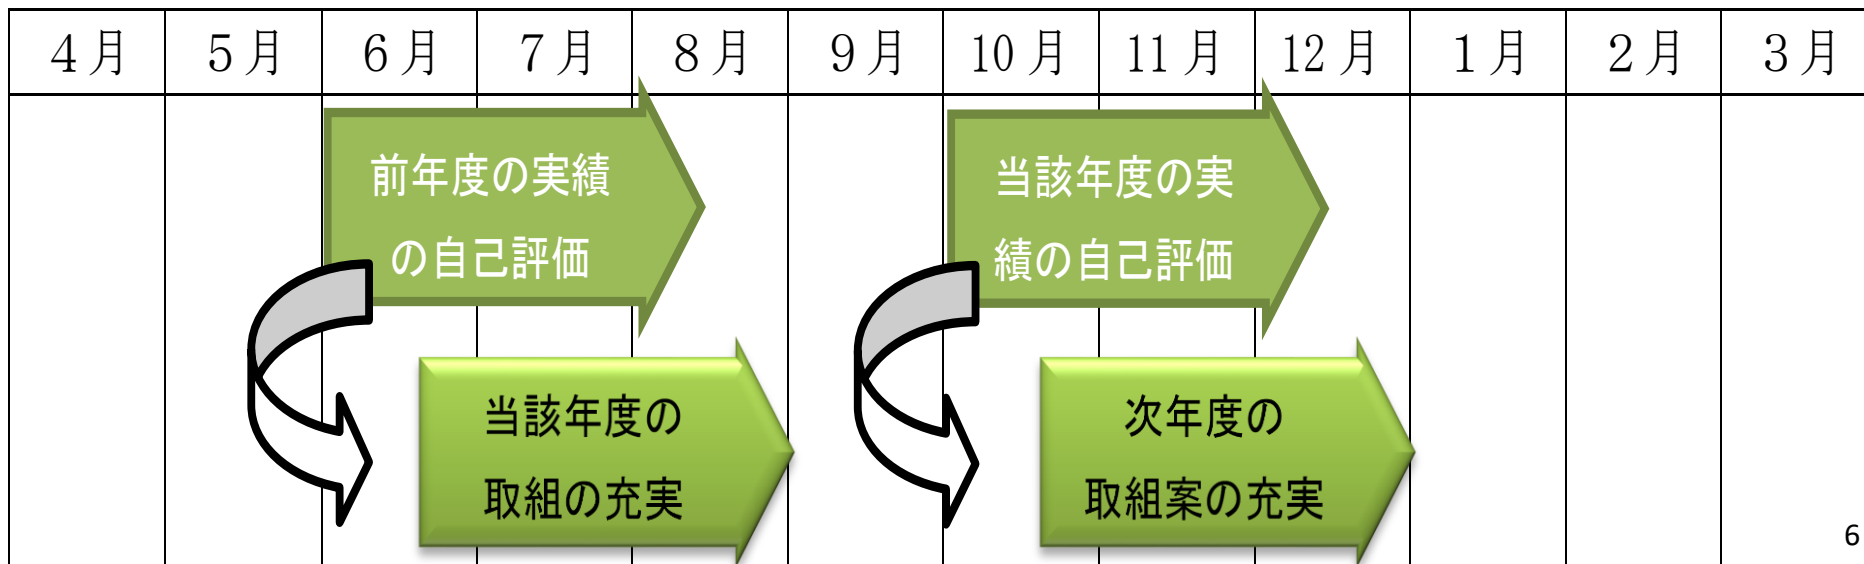 4月 5月 6月 7月 8月 9月 10月 11月 12月 1月 2月 3月
前年度の実績
の自己評価
当該年度の実
績の自己評価
当該年度の
取組の充実
次年度の
取組案の充実
6